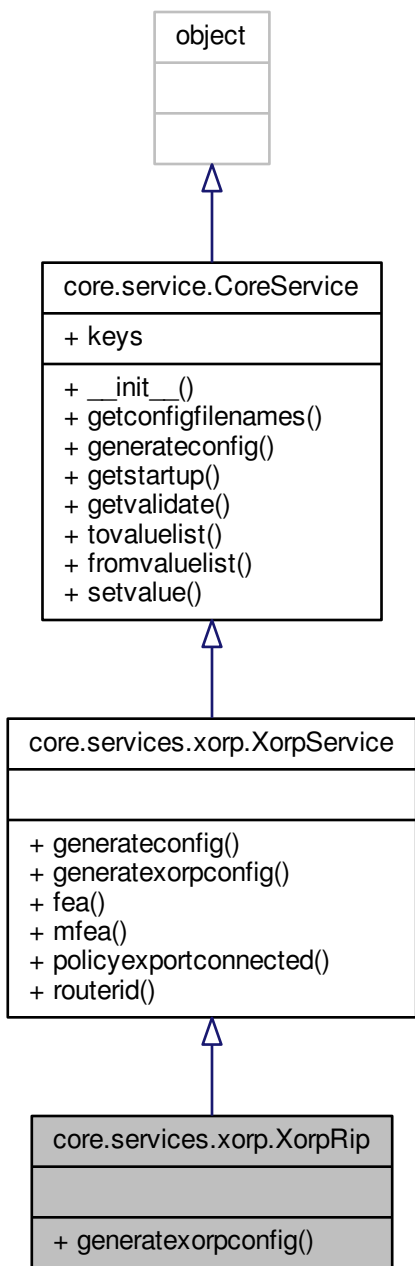 object
core.service.CoreService
+ keys
+ __init__()
+ getconfigfilenames()
+ generateconfig()
+ getstartup()
+ getvalidate()
+ tovaluelist()
+ fromvaluelist()
+ setvalue()
core.services.xorp.XorpService
+ generateconfig()
+ generatexorpconfig()
+ fea()
+ mfea()
+ policyexportconnected()
+ routerid()
core.services.xorp.XorpRip
+ generatexorpconfig()